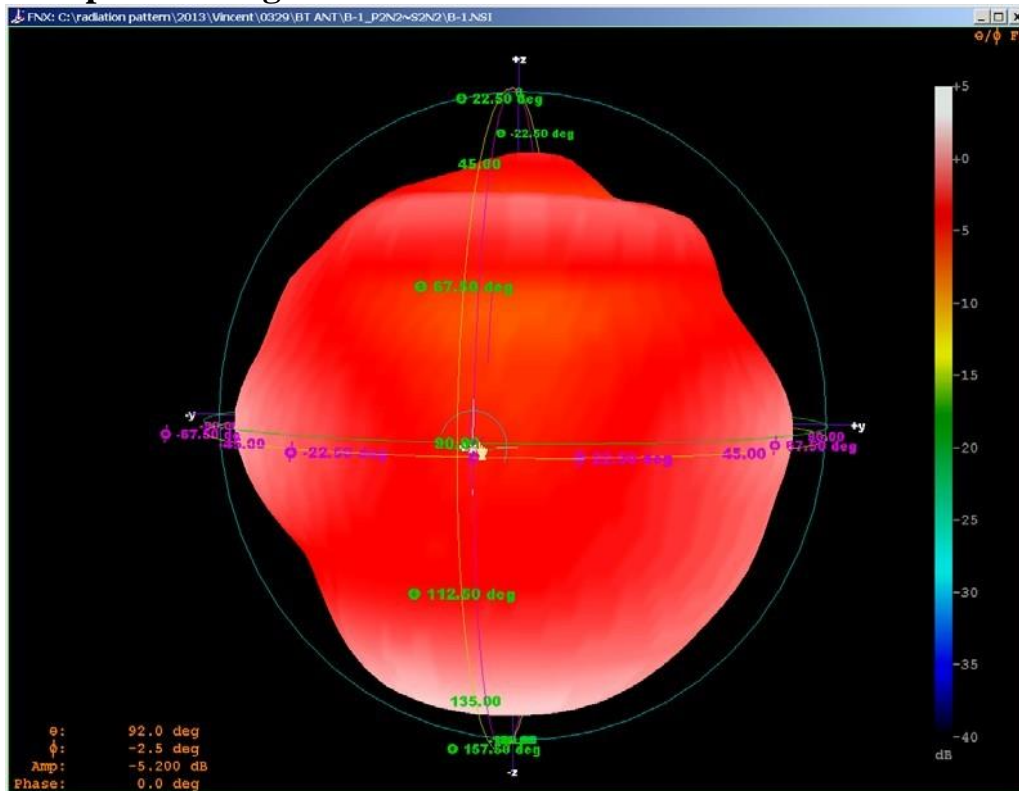 FNX: C:\radiation pattern\2013\Vincent\0329\BT ANT\B-1_P2N2~S2N2\B-1.NSI
θ/ϕ F
+z
+5
θ 22.50 deg
θ -22.50 deg
45.00
+0
-5
θ 67.50 deg
-10
-15
-y
+y
90.00
ϕ -67.50 de
-45.00
ϕ -22.50 deg
ϕ 22.50 deg
45.00
ϕ 67.50 deg
-20
-25
θ 112.50 deg
-30
-35
135.00
θ 157.50 deg
-z
-40
dB
θ: 92.0 deg
ϕ: -2.5 deg
Amp: -5.200 dB
Phase: 0.0 deg